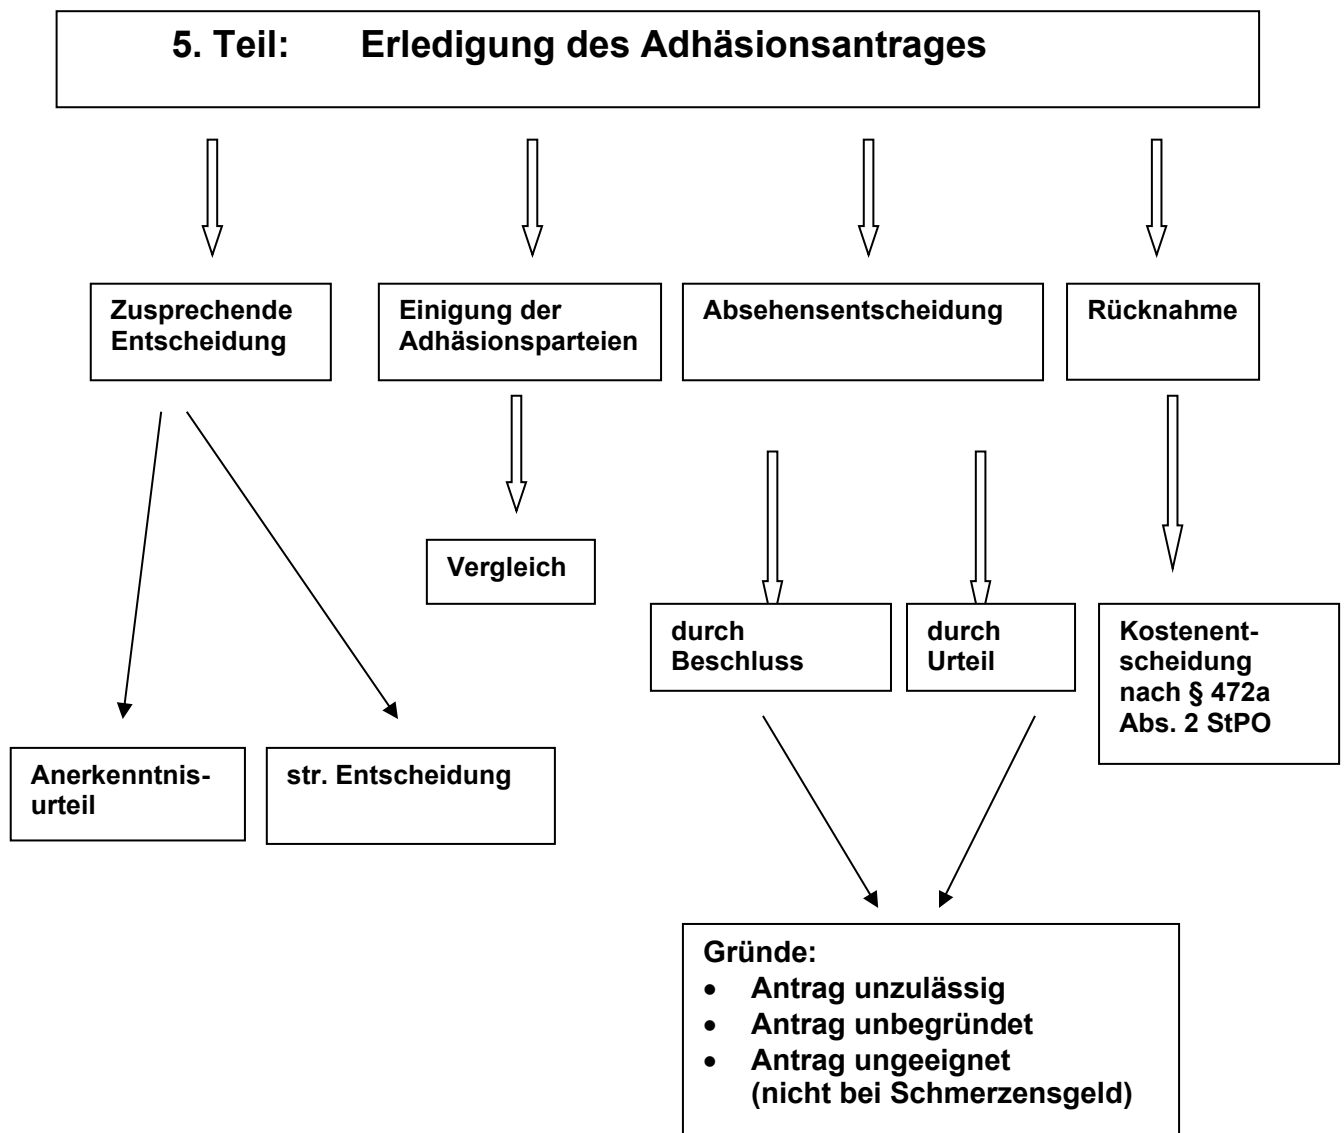 5. Teil: Erledigung des Adhäsionsantrages
Zusprechende
Entscheidung
Einigung der
Adhäsionsparteien
Absehensentscheidung
Rücknahme
Vergleich
durch
Beschluss
durch
Urteil
Kostenent-
scheidung
nach § 472a
Abs. 2 StPO
Anerkenntnis-
urteil
str. Entscheidung
Gründe:
• Antrag unzulässig
• Antrag unbegründet
• Antrag ungeeignet
(nicht bei Schmerzensgeld)